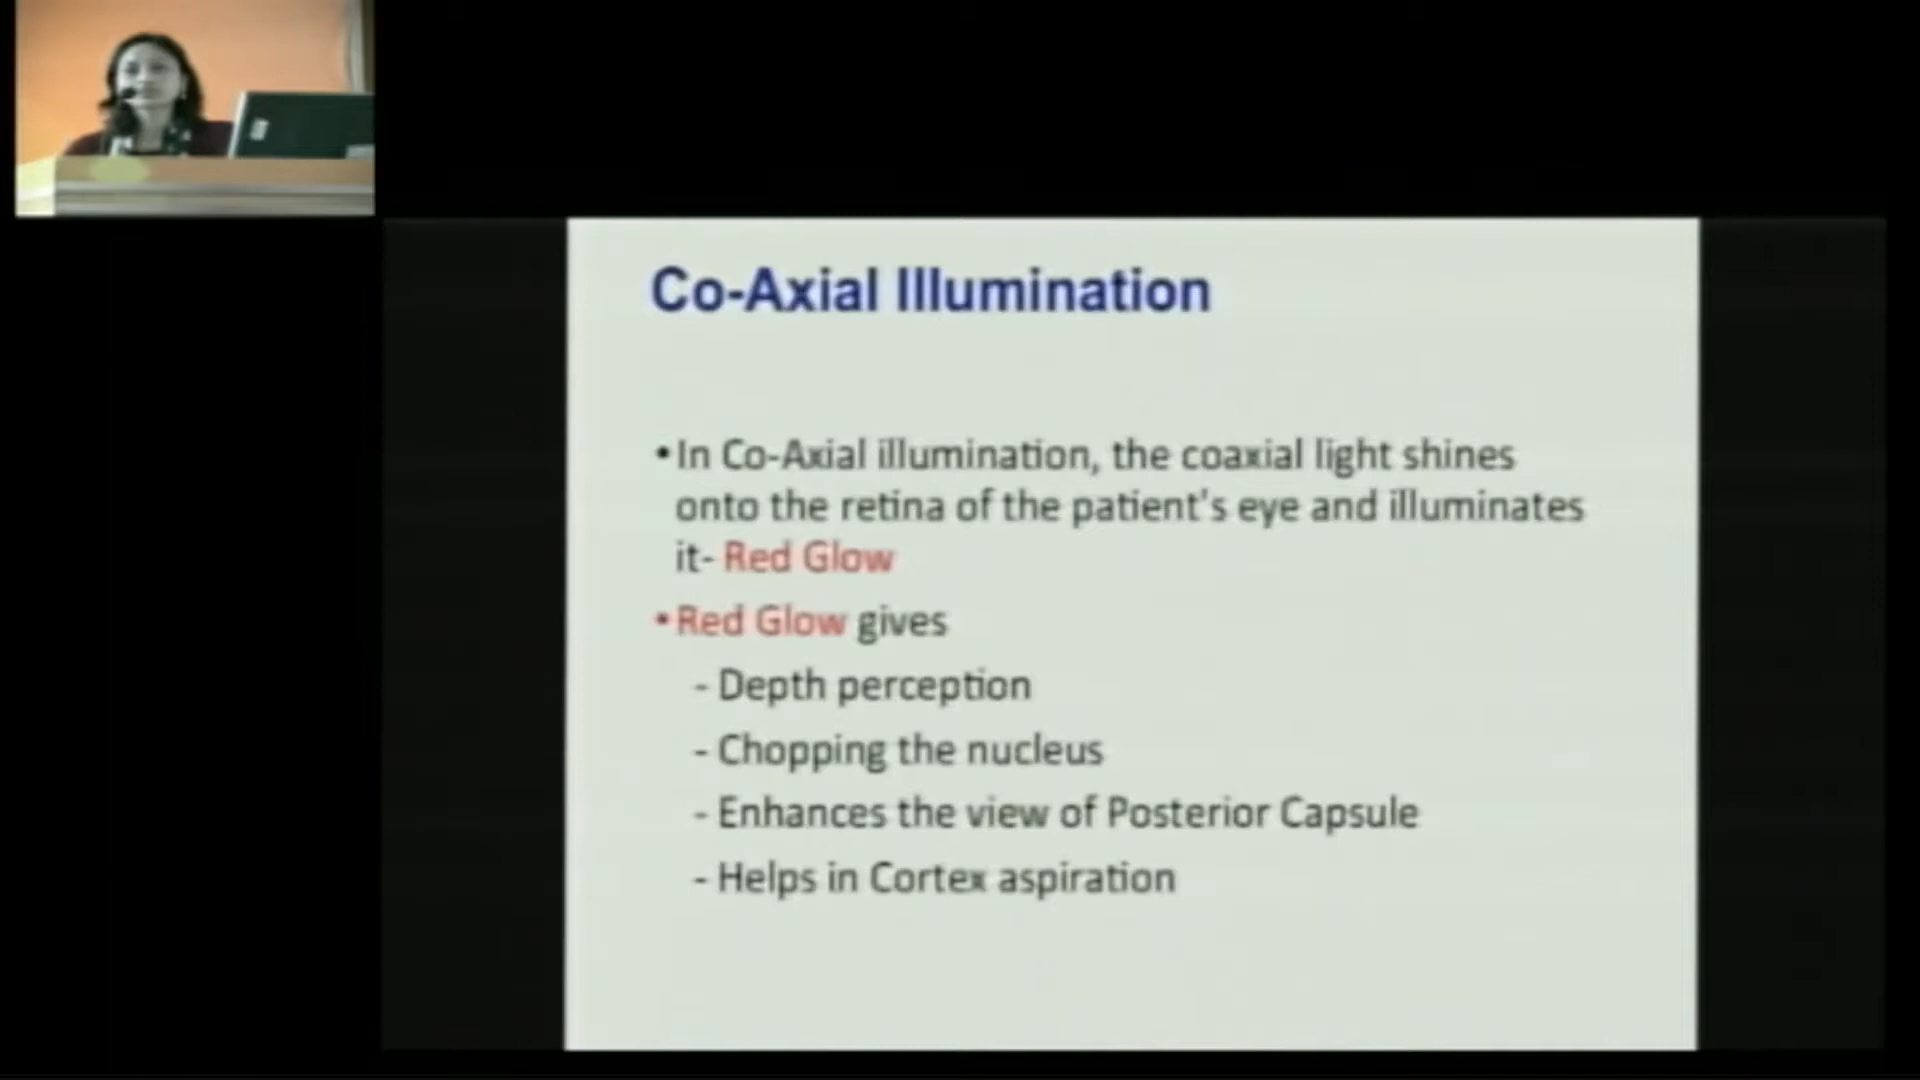 Co-Axial Illumination
•In Co-Axial illumination, the coaxial light shines
onto the retina of the patient's eye and illuminates
it- Red Glow
•Red Glow gives
- Depth perception
- Chopping the nucleus
- Enhances the view of Posterior Capsule
- Helps in Cortex aspiration